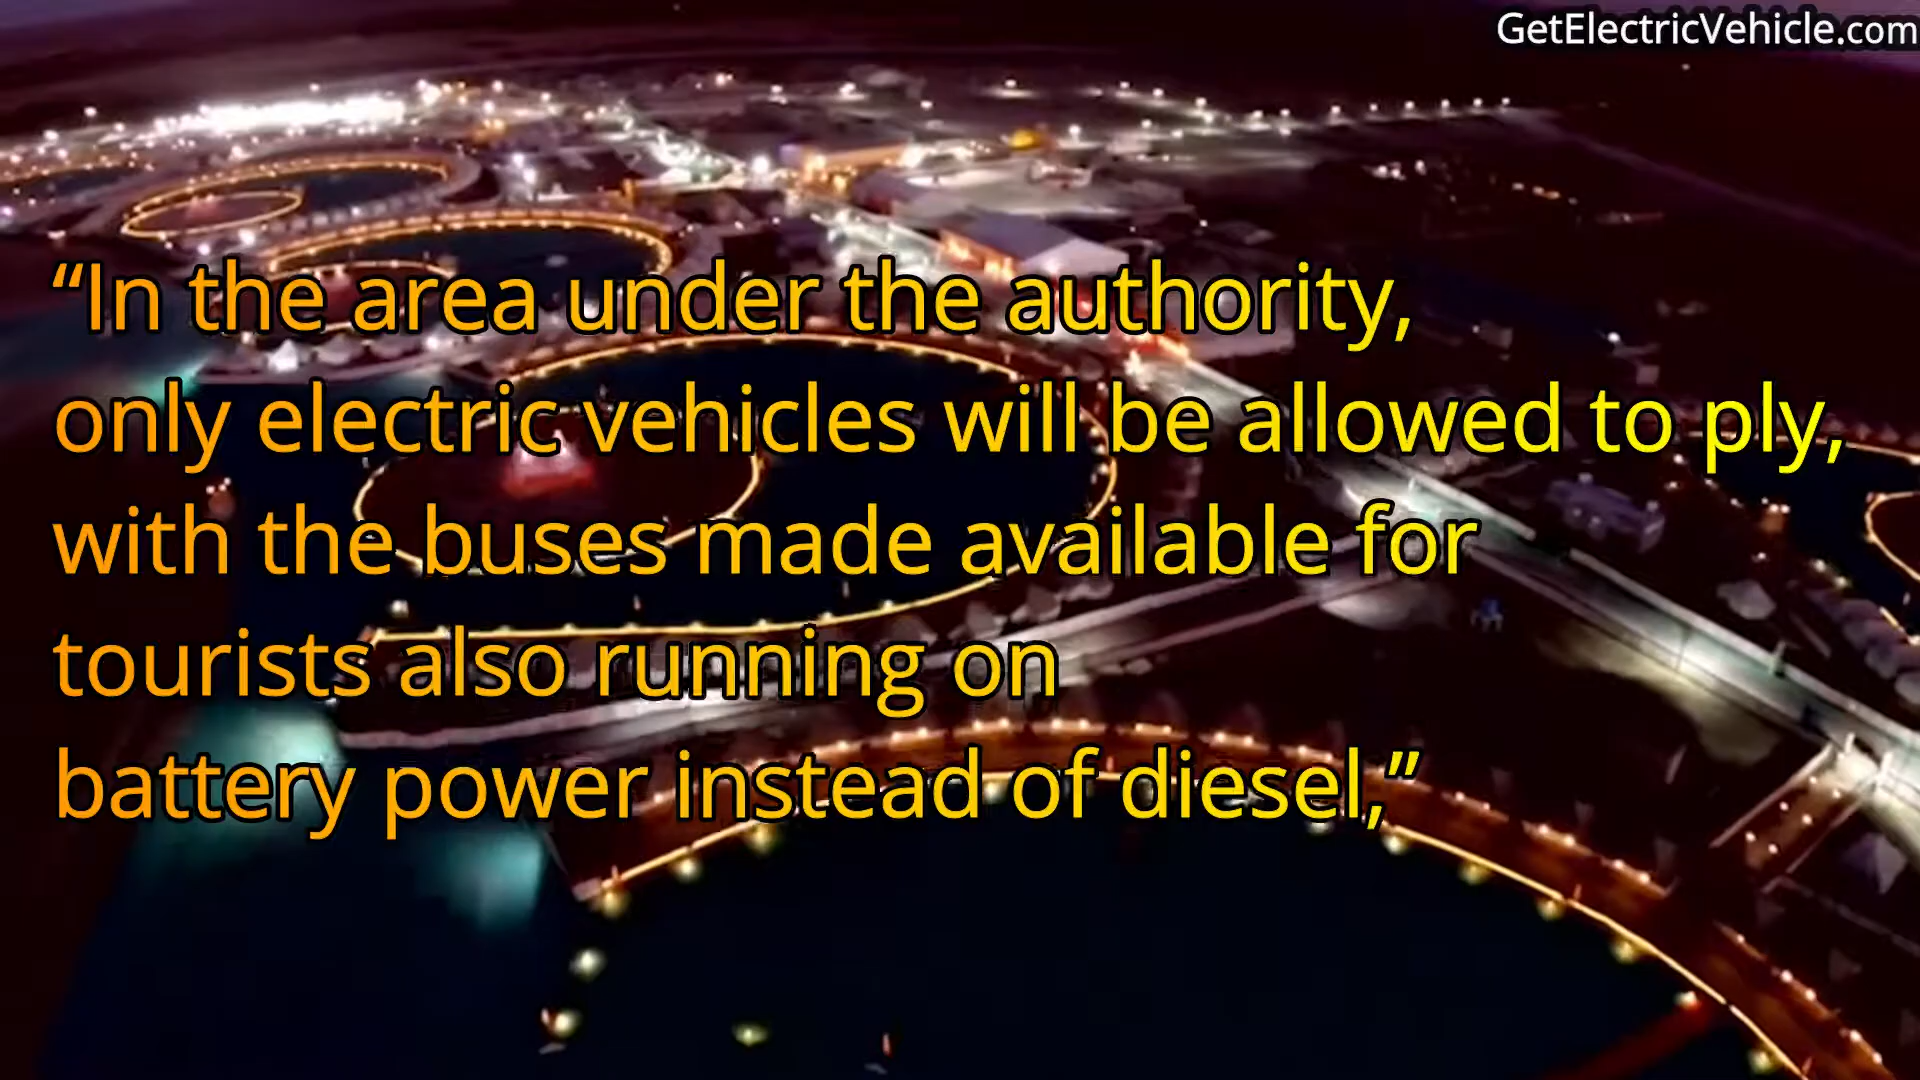 GetElectricVehicle.com
“In the area under the authority,
only electric vehicles will be allowed to ply,
with the buses made available for
tourists also running on
battery power instead of diesel,”